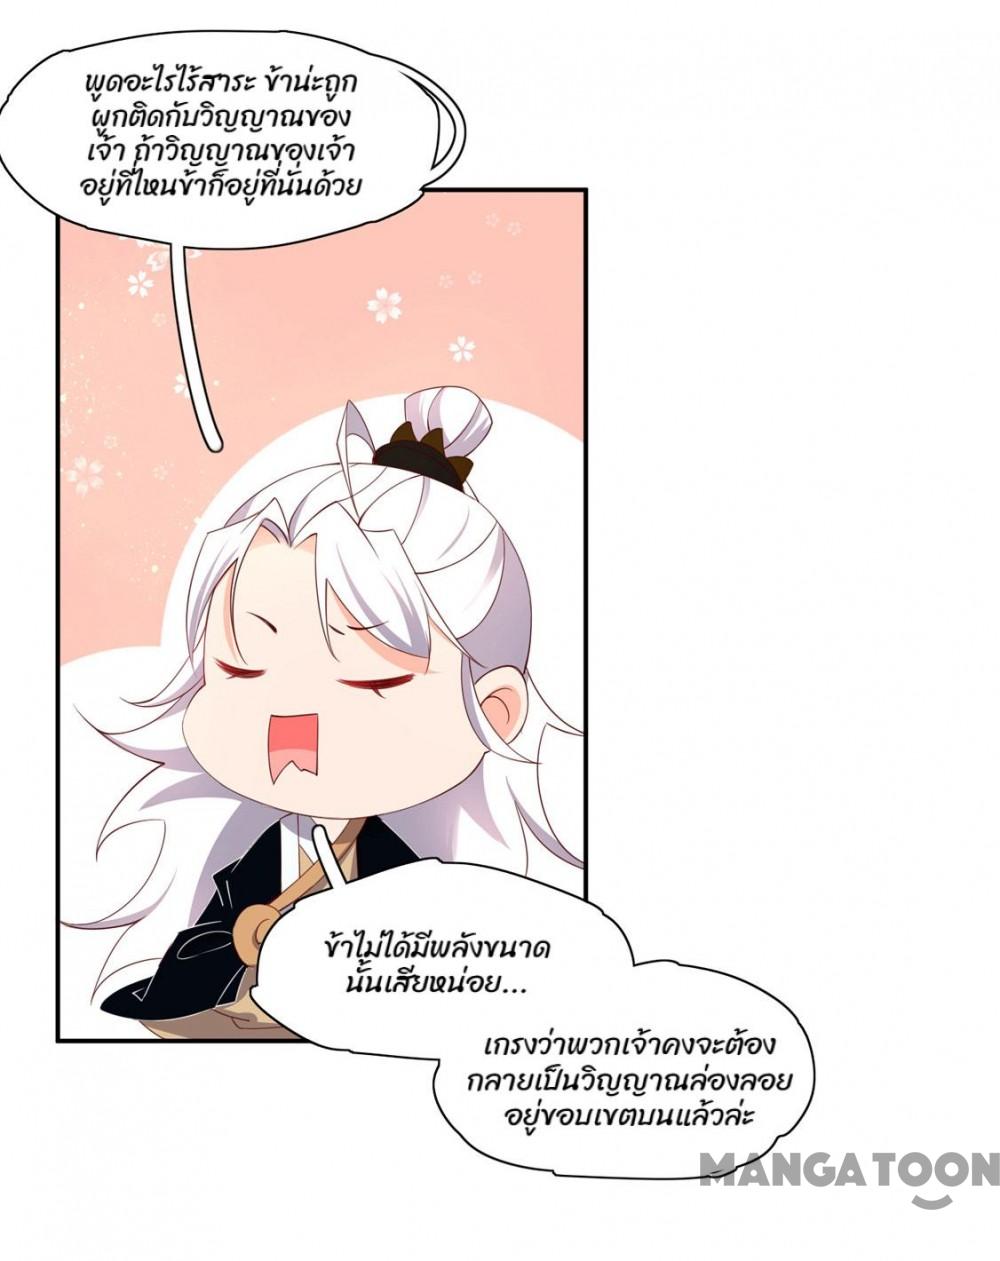 พูดอะไรไร้สาระ ข้าน่ะถูก
ผูกติดกับวิญญาณของ
เจ้า ถ้าวิญญาณของเจ้า
อยู่ที่ไหนข้าก็อยู่ที่นั่นด้วย
ข้าไม่ได้มีพลังขนาด
นั้นเสียหน่อย...
เกรงว่าพวกเจ้าคงจะต้อง
กลายเป็นวิญญาณล่องลอย
อยู่ขอบเขตบนแล้วล่ะ
MANGATOON